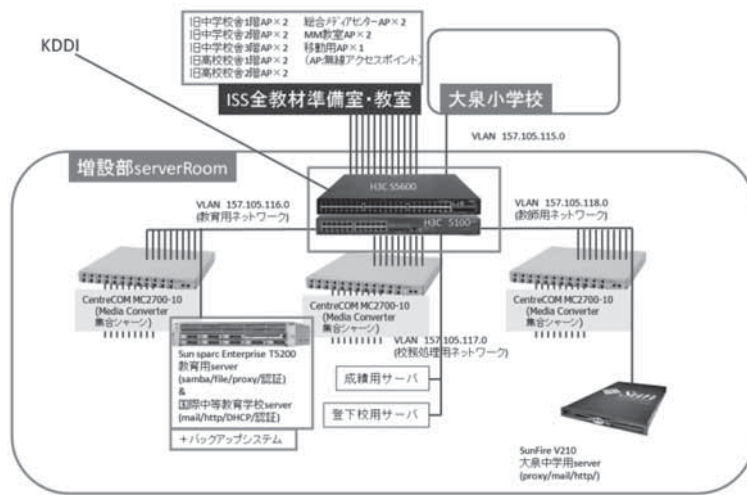 旧中学校舎1階AP×2 総合メディアセンターAP×2
旧中学校舎2階AP×2 MM教室AP×2
旧中学校舎3階AP×2 移動用AP×1
旧高校校舎1階AP×2 （AP:無線アクセスポイント）
旧高校校舎2階AP×2
KDDI
ISS全教材準備室・教室
大泉小学校
VLAN 157.105.115.0
増設部serverRoom
H3C S5600
H3C 5100
VLAN 157.105.116.0
(教育用ネットワーク)
VLAN 157.105.118.0
(教師用ネットワーク)
CentreCOM MC2700-10
(Media Converter
集合シャーシ)
CentreCOM MC2700-10
(Media Converter
集合シャーシ)
CentreCOM MC2700-10
(Media Converter
集合シャーシ)
VLAN 157.105.117.0
(校務処理用ネットワーク)
Sun sparc Enterprise T5200
教育用server
(samba/file/proxy/認証)
&
国際中等教育学校server
(mail/http/DHCP/認証)
＋バックアップシステム
成績用サーバ
登下校用サーバ
Sun
SunFire V210
大泉中学用server
(proxy/mail/http/)